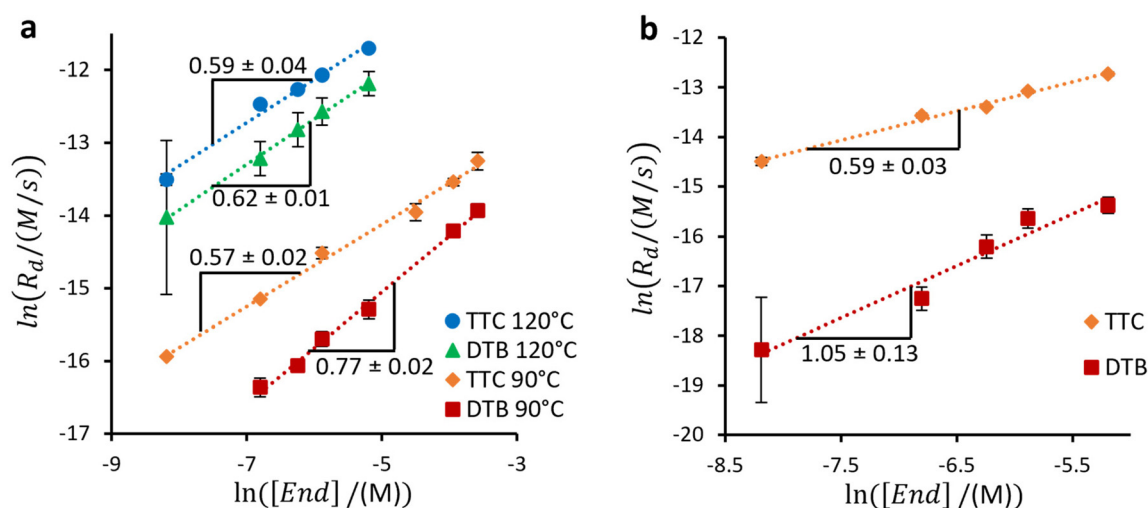 a
ln(R_d/(M/s))
-12
-13
-14
-15
-16
-17
0.59 ± 0.04
0.62 ± 0.01
0.57 ± 0.02
0.77 ± 0.02
TTC 120°C
DTB 120°C
TTC 90°C
DTB 90°C
-9
-7
-5
-3
ln([End] /(M))
b
ln(R_d/(M/s))
-12
-13
-14
-15
-16
-17
-18
-19
-20
0.59 ± 0.03
1.05 ± 0.13
TTC
DTB
-8.5
-7.5
-6.5
-5.5
ln([End] /(M))